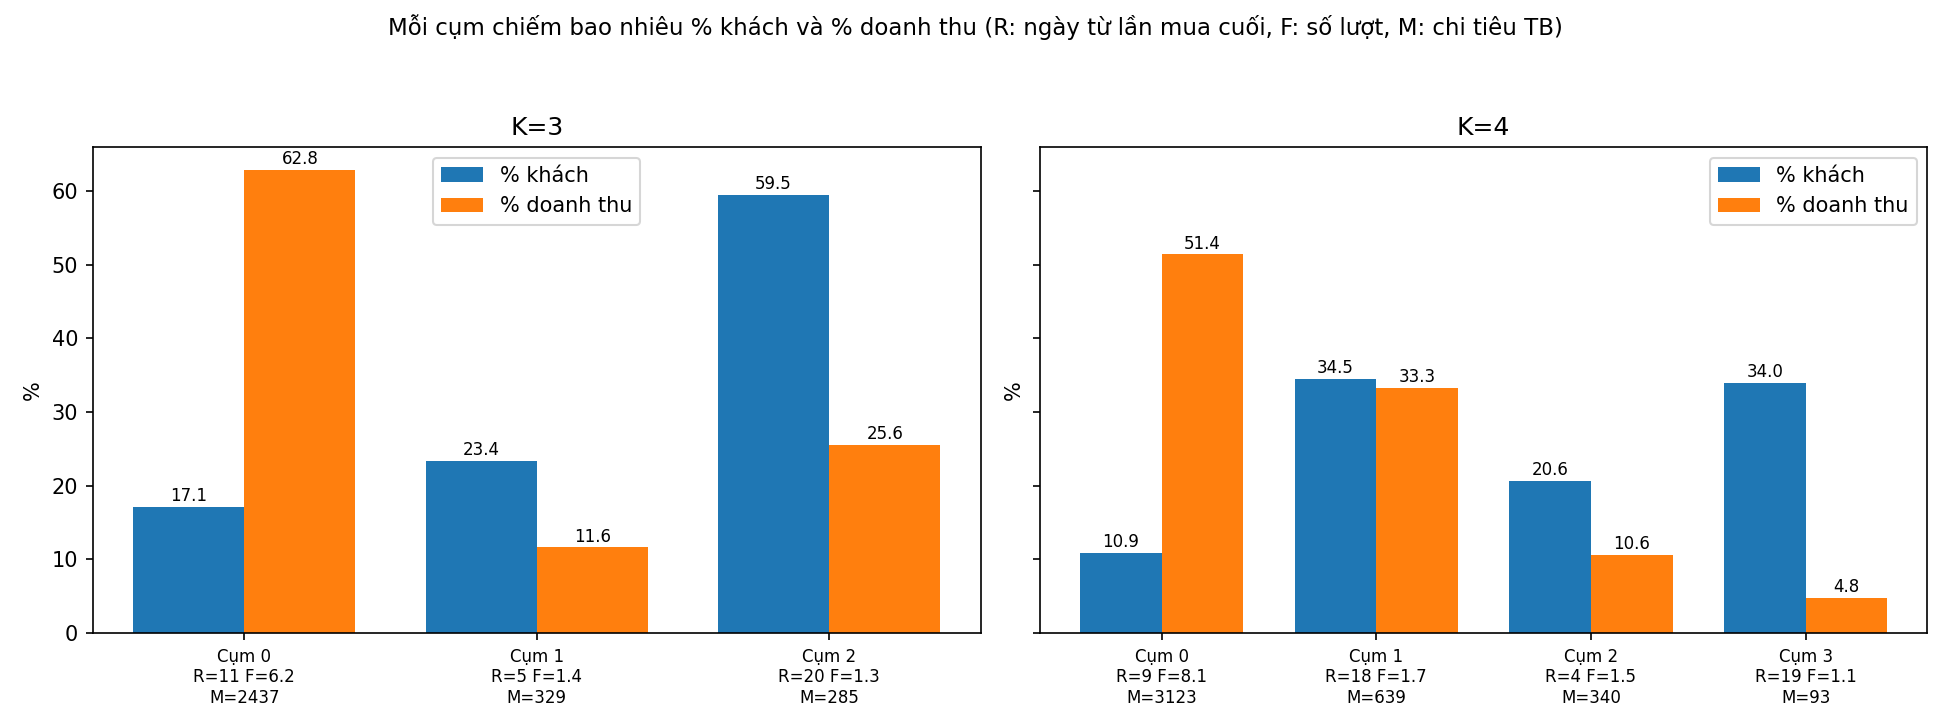 Mỗi cụm chiếm bao nhiêu % khách và % doanh thu (R: ngày từ lần mua cuối, F: số lượt, M: chi tiêu TB)
K=3
% khách
% doanh thu
62.8
59.5
25.6
23.4
17.1
11.6
%
60
50
40
30
20
10
0
Cụm 0
R=11 F=6.2
M=2437
Cụm 1
R=5 F=1.4
M=329
Cụm 2
R=20 F=1.3
M=285
K=4
% khách
% doanh thu
51.4
34.5
33.3
34.0
20.6
10.9
10.6
4.8
%
Cụm 0
R=9 F=8.1
M=3123
Cụm 1
R=18 F=1.7
M=639
Cụm 2
R=4 F=1.5
M=340
Cụm 3
R=19 F=1.1
M=93